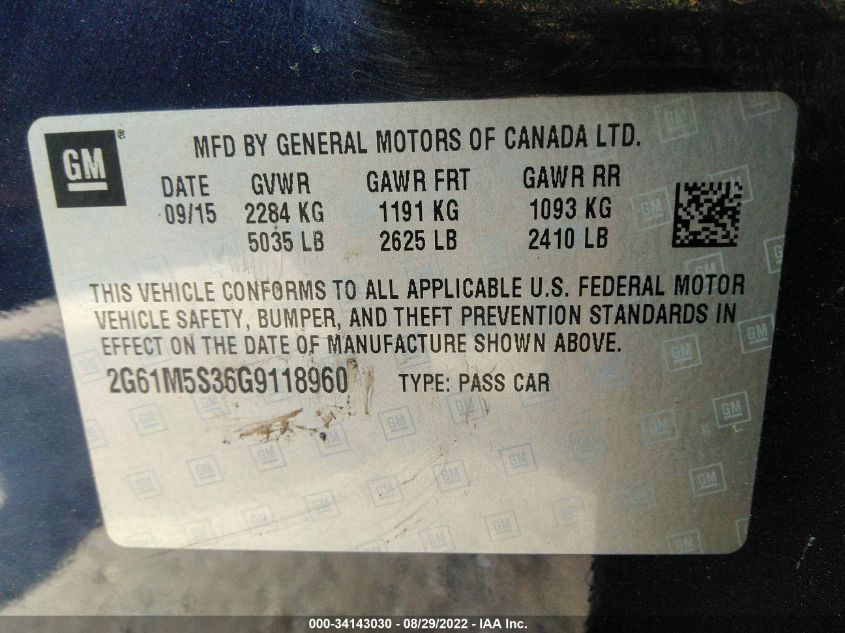 GM
MFD BY GENERAL MOTORS OF CANADA LTD.
DATE GVWR GAWR FRT GAWR RR
09/15 2284 KG 1191 KG 1093 KG
5035 LB 2625 LB 2410 LB
THIS VEHICLE CONFORMS TO ALL APPLICABLE U.S. FEDERAL MOTOR
VEHICLE SAFETY, BUMPER, AND THEFT PREVENTION STANDARDS IN
EFFECT ON THE DATE OF MANUFACTURE SHOWN ABOVE.
2G61M5S36G9118960 TYPE: PASS CAR
000-34143030 - 08/29/2022 - IAA Inc.